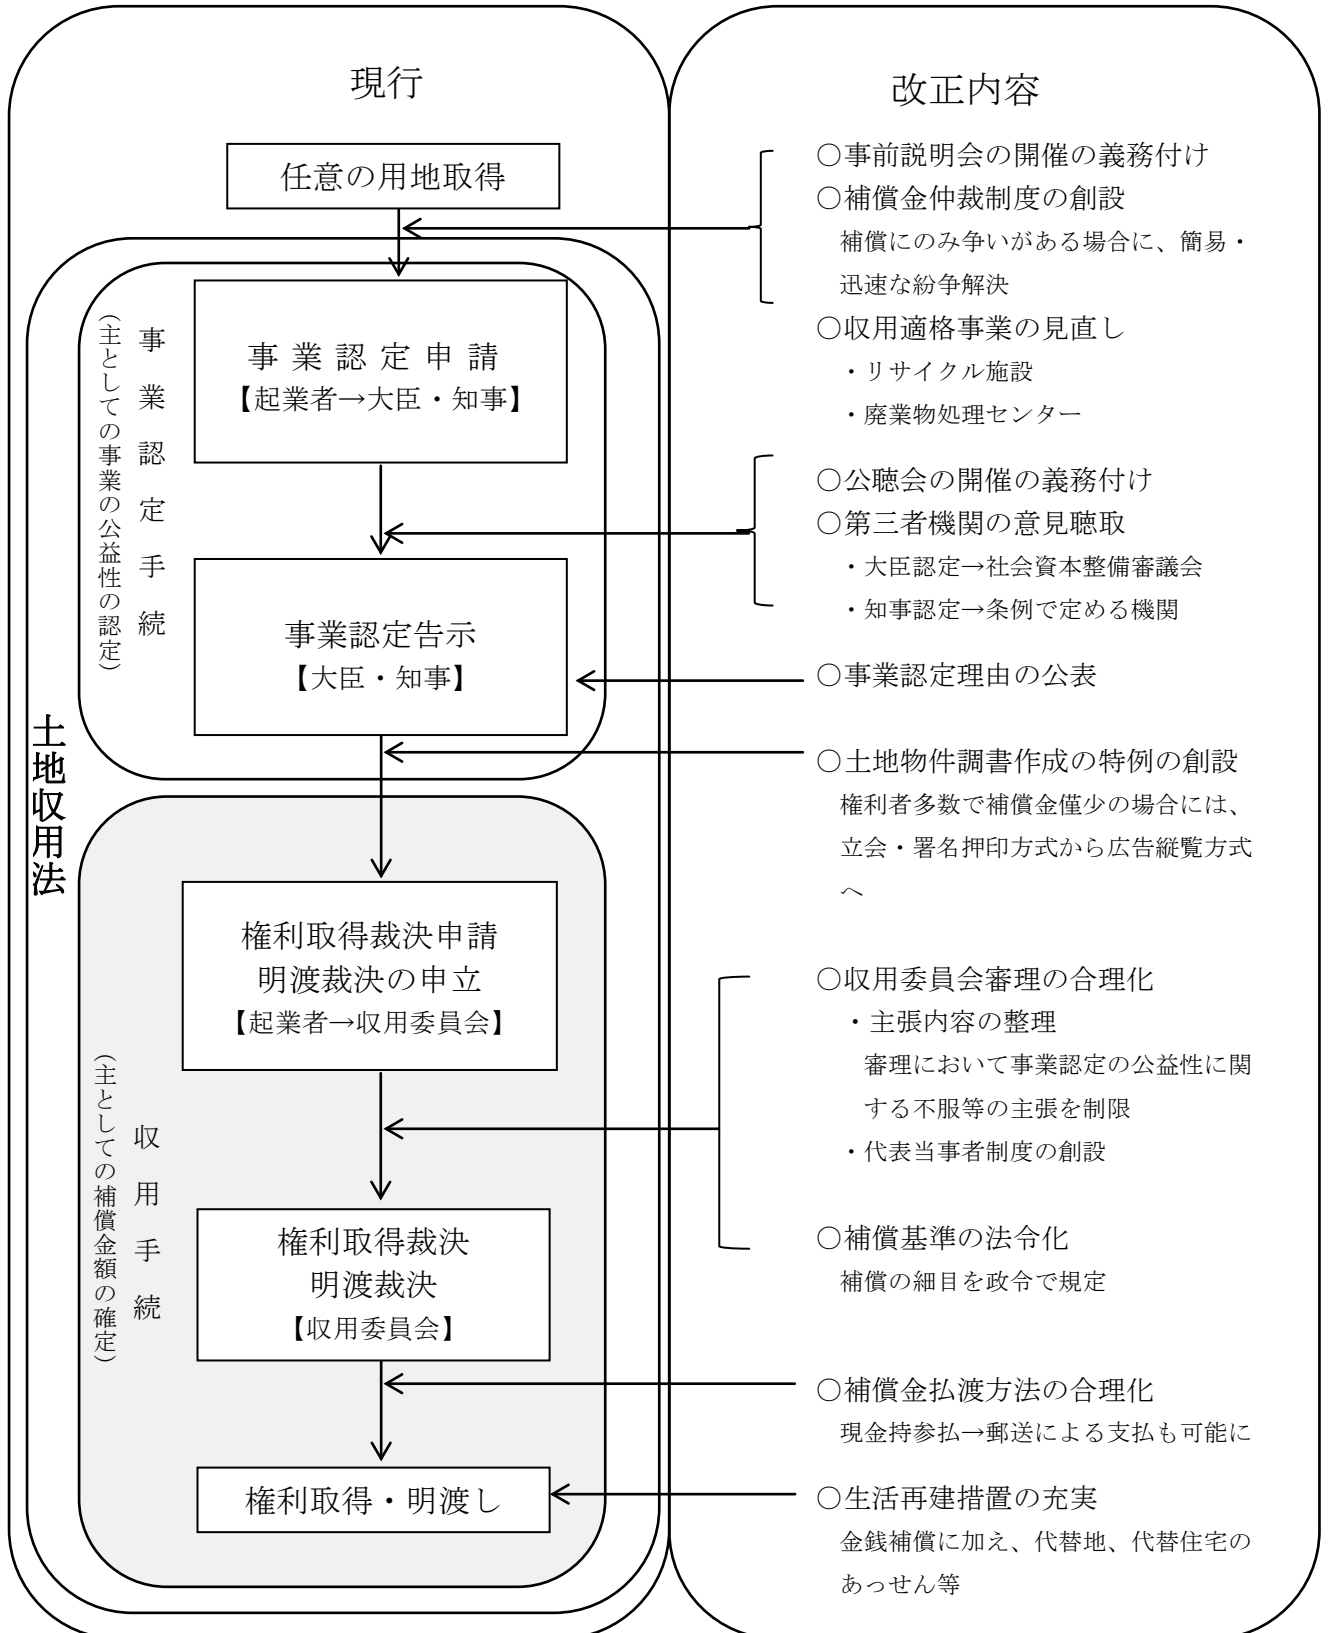 現行
任意の用地取得
土地収用法
事業認定手続
(主としての事業の公益性の認定)
事業認定申請
【起業者→大臣・知事】
事業認定告示
【大臣・知事】
収用手続
(主としての補償金額の確定)
権利取得裁決申請
明渡裁決の申立
【起業者→収用委員会】
権利取得裁決
明渡裁決
【収用委員会】
権利取得・明渡し
改正内容
○事前説明会の開催の義務付け
○補償金仲裁制度の創設
補償にのみ争いがある場合に、簡易・
迅速な紛争解決
○収用適格事業の見直し
・リサイクル施設
・廃業物処理センター
○公聴会の開催の義務付け
○第三者機関の意見聴取
・大臣認定→社会資本整備審議会
・知事認定→条例で定める機関
○事業認定理由の公表
○土地物件調書作成の特例の創設
権利者多数で補償金僅少の場合には、
立会・署名押印方式から広告縦覧方式
へ
○収用委員会審理の合理化
・主張内容の整理
審理において事業認定の公益性に関
する不服等の主張を制限
・代表当事者制度の創設
○補償基準の法令化
補償の細目を政令で規定
○補償金払渡方法の合理化
現金持参払→郵送による支払も可能に
○生活再建措置の充実
金銭補償に加え、代替地、代替住宅の
あっせん等